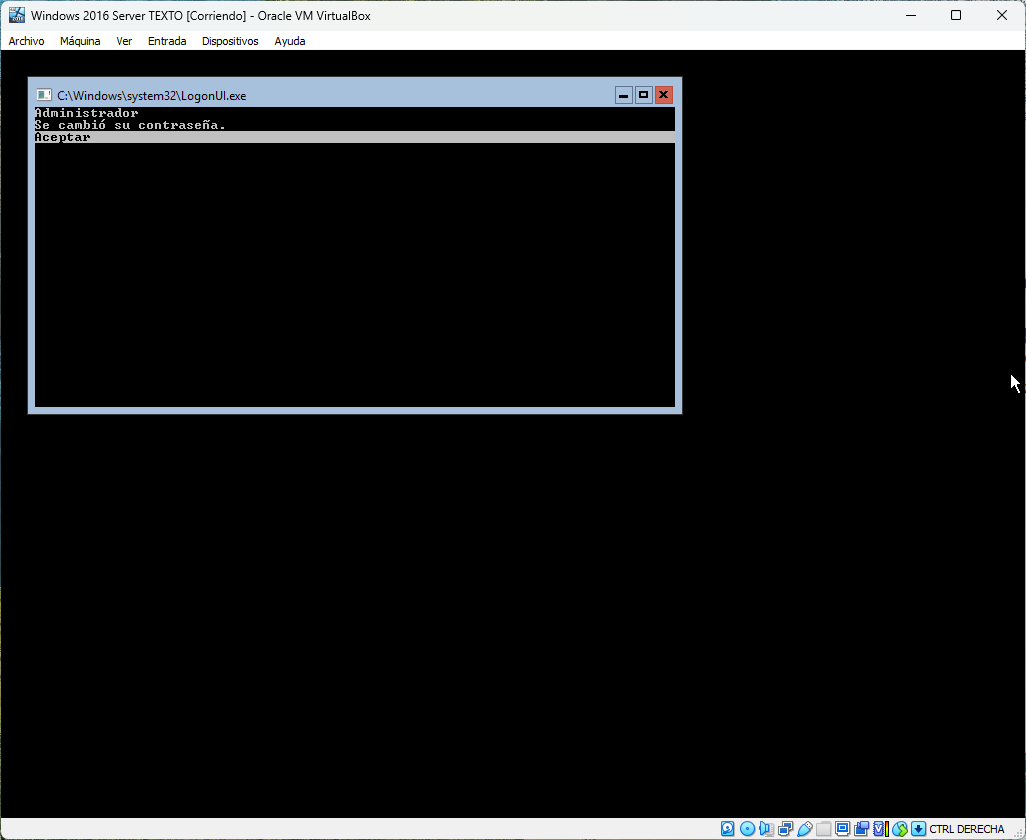 Windows 2016 Server TEXTO [Corriendo] - Oracle VM VirtualBox
Archivo Máquina Ver Entrada Dispositivos Ayuda
C:\Windows\system32\LogonUI.exe
Administrador
Se cambió su contraseña.
Aceptar
CTRL DERECHA